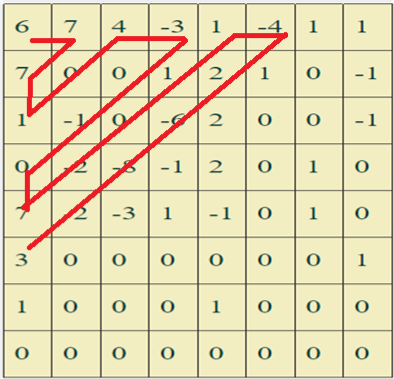 6 7 4 -3 1 -4 1 1
7 0 0 1 2 1 0 -1
1 -1 0 -6 2 0 0 -1
0 -2 -8 -1 2 0 1 0
7 -2 -3 1 -1 0 1 0
3 0 0 0 0 0 0 1
1 0 0 0 1 0 0 0
0 0 0 0 0 0 0 0